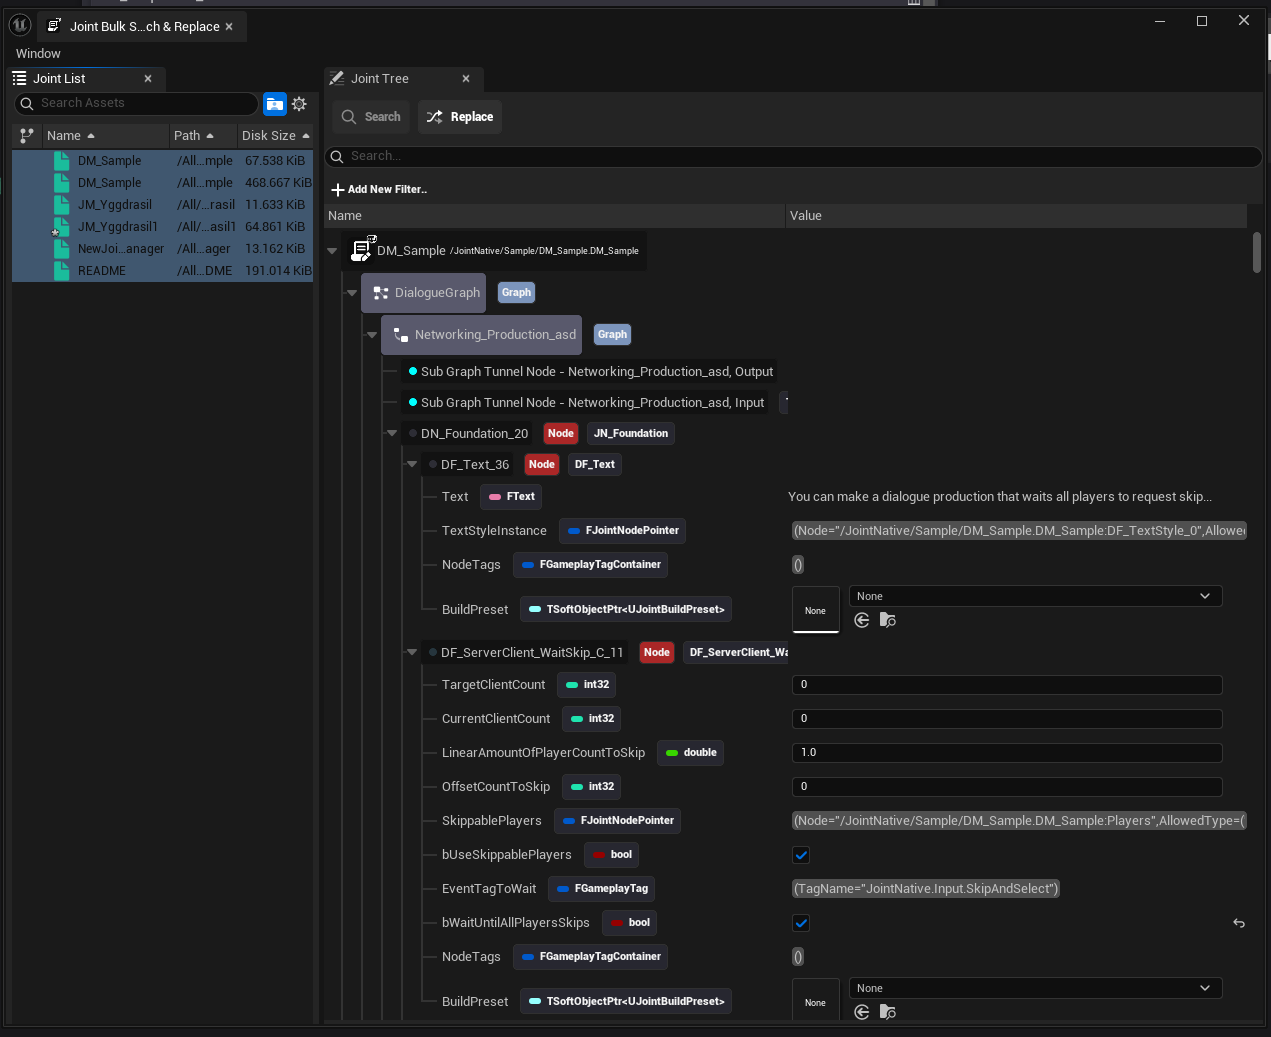 Joint Bulk S...ch & Replace
Window
Joint List
Search Assets
Name
Path
Disk Size
DM_Sample /All...mple 67.538 KiB
DM_Sample /All...mple 468.667 KiB
JM_Yggdrasil /All/...rasil 11.633 KiB
JM_Yggdrasil1 /All/...asil1 64.861 KiB
NewJoi...anager /All...ager 13.162 KiB
README /All...DME 191.014 KiB
Joint Tree
Search
Replace
Search...
Add New Filter..
Name Value
DM_Sample /JointNative/Sample/DM_Sample.DM_Sample
DialogueGraph Graph
Networking_Production_asd Graph
Sub Graph Tunnel Node - Networking_Production_asd, Output
Sub Graph Tunnel Node - Networking_Production_asd, Input
DN_Foundation_20 Node JN_Foundation
DF_Text_36 Node DF_Text
Text FText You can make a dialogue production that waits all players to request skip...
TextStyleInstance FJointNodePointer (Node="/JointNative/Sample/DM_Sample.DM_Sample:DF_TextStyle_0",Allowe
NodeTags FGameplayTagContainer ()
BuildPreset TSoftObjectPtr<UJointBuildPreset> None None
DF_ServerClient_WaitSkip_C_11 Node DF_ServerClient_Wa
TargetClientCount int32 0
CurrentClientCount int32 0
LinearAmountOfPlayerCountToSkip double 1.0
OffsetCountToSkip int32 0
SkippablePlayers FJointNodePointer (Node="/JointNative/Sample/DM_Sample.DM_Sample:Players",AllowedType=(
bUseSkippablePlayers bool
EventTagToWait FGameplayTag (TagName="JointNative.Input.SkipAndSelect")
bWaitUntilAllPlayersSkips bool
NodeTags FGameplayTagContainer ()
BuildPreset TSoftObjectPtr<UJointBuildPreset> None None